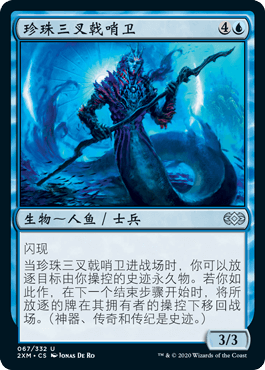 珍珠三叉戟哨卫 4
生物～人鱼／士兵
闪现
当珍珠三叉戟哨卫进战场时，你可以放
逐目标由你操控的史迹永久物。若你如
此作，在下一个结束步骤开始时，将所
放逐的牌在其拥有者的操控下移回战
场。（神器、传奇和传纪是史迹。）
3/3
067/332 U
2XM • CS JONAS DE RO ™ & © 2020 Wizards of the Coast